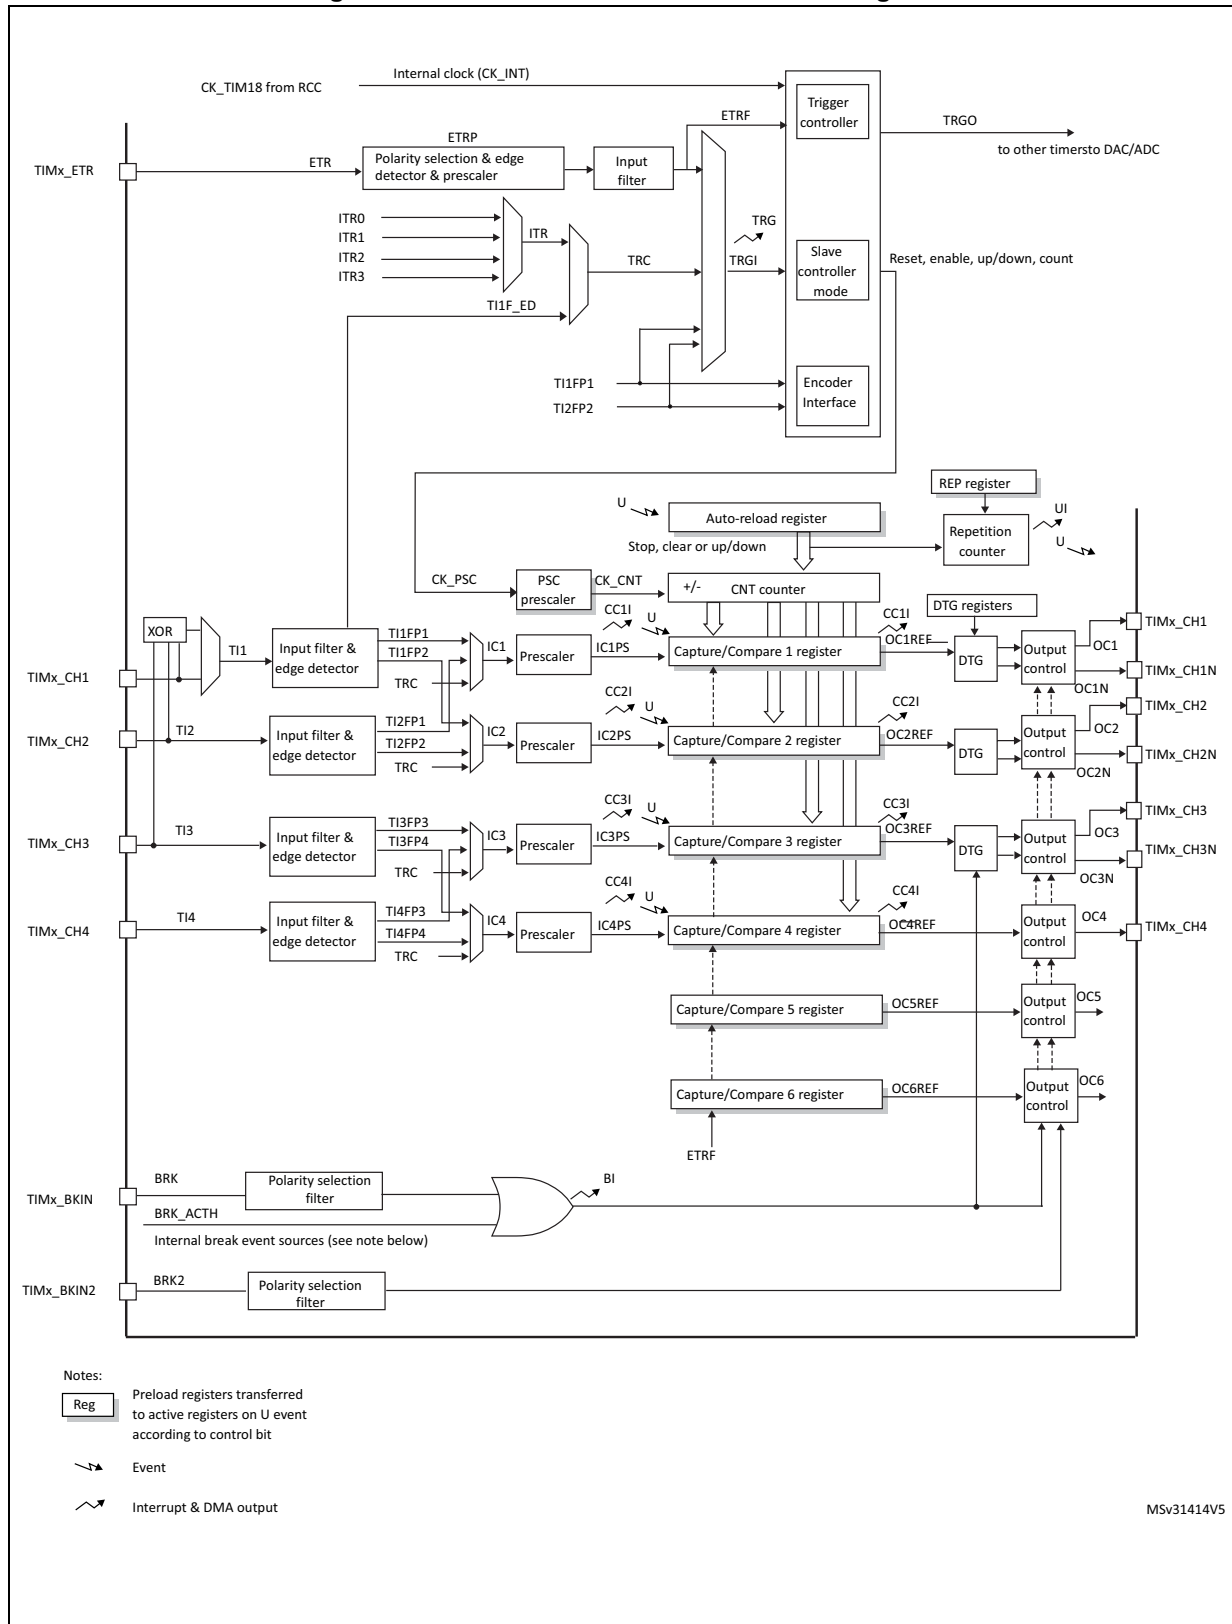 Internal clock (CK_INT)
CK_TIM18 from RCC
Trigger
controller
ETRF
TRGO
to other timersto DAC/ADC
ETRP
TIMx_ETR
ETR
Polarity selection & edge
detector & prescaler
Input
filter
ITR0
ITR1
ITR2
ITR3
ITR
TRC
TI1F_ED
TRG
TRGI
Slave
controller
mode
Reset, enable, up/down, count
TI1FP1
TI2FP2
Encoder
Interface
REP register
U
Auto-reload register
Repetition
counter
UI
U
Stop, clear or up/down
CK_PSC
PSC
prescaler
CK_CNT
+/-
CNT counter
DTG registers
XOR
TI1
Input filter &
edge detector
TI1FP1
TI1FP2
TRC
IC1
Prescaler
IC1PS
CC1I
U
Capture/Compare 1 register
CC1I
OC1REF
DTG
Output
control
OC1
OC1N
TIMx_CH1
TIMx_CH1N
TIMx_CH1
TIMx_CH2
TI2
Input filter &
edge detector
TI2FP1
TI2FP2
TRC
IC2
Prescaler
IC2PS
CC2I
U
Capture/Compare 2 register
CC2I
OC2REF
DTG
Output
control
OC2
OC2N
TIMx_CH2
TIMx_CH2N
TIMx_CH3
TI3
Input filter &
edge detector
TI3FP3
TI3FP4
TRC
IC3
Prescaler
IC3PS
CC3I
U
Capture/Compare 3 register
CC3I
OC3REF
DTG
Output
control
OC3
OC3N
TIMx_CH3
TIMx_CH3N
TIMx_CH4
TI4
Input filter &
edge detector
TI4FP3
TI4FP4
TRC
IC4
Prescaler
IC4PS
CC4I
U
Capture/Compare 4 register
CC4I
OC4REF
Output
control
OC4
TIMx_CH4
Capture/Compare 5 register
OC5REF
Output
control
OC5
Capture/Compare 6 register
OC6REF
Output
control
OC6
ETRF
TIMx_BKIN
BRK
Polarity selection
filter
BI
BRK_ACTH
Internal break event sources (see note below)
TIMx_BKIN2
BRK2
Polarity selection
filter
Notes:
Reg
Preload registers transferred
to active registers on U event
according to control bit
Event
Interrupt & DMA output
MSv31414V5